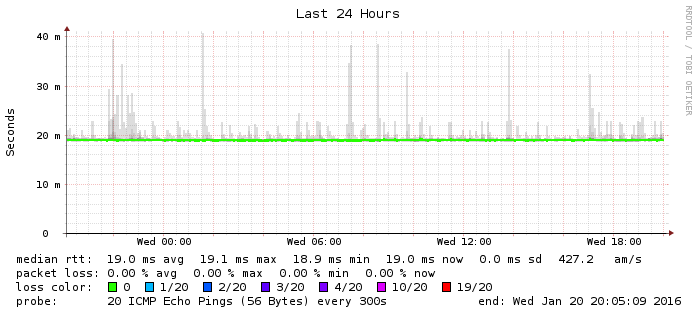 Last 24 Hours
RRDTOOL / TOBI OETIKER
Seconds
40 m
30 m
20 m
10 m
0
Wed 00:00 Wed 06:00 Wed 12:00 Wed 18:00
median rtt: 19.0 ms avg 19.1 ms max 18.9 ms min 19.0 ms now 0.0 ms sd 427.2 am/s
packet loss: 0.00 % avg 0.00 % max 0.00 % min 0.00 % now
loss color: 0 1/20 2/20 3/20 4/20 10/20 19/20
probe: 20 ICMP Echo Pings (56 Bytes) every 300s end: Wed Jan 20 20:05:09 2016